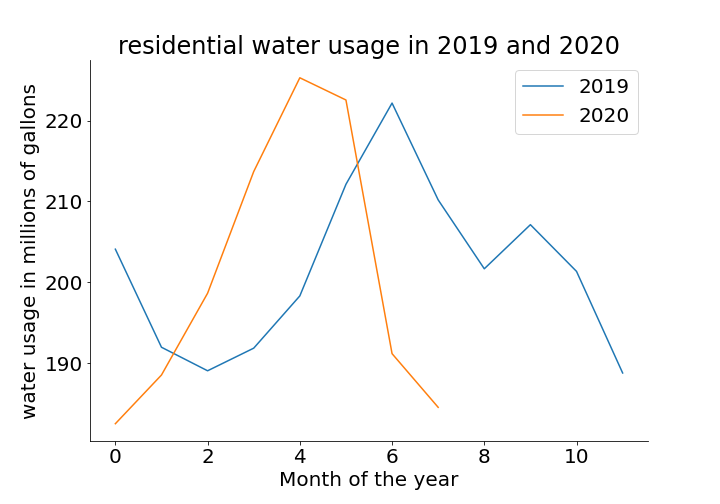 residential water usage in 2019 and 2020
2019
2020
water usage in millions of gallons
220
210
200
190
0 2 4 6 8 10
Month of the year